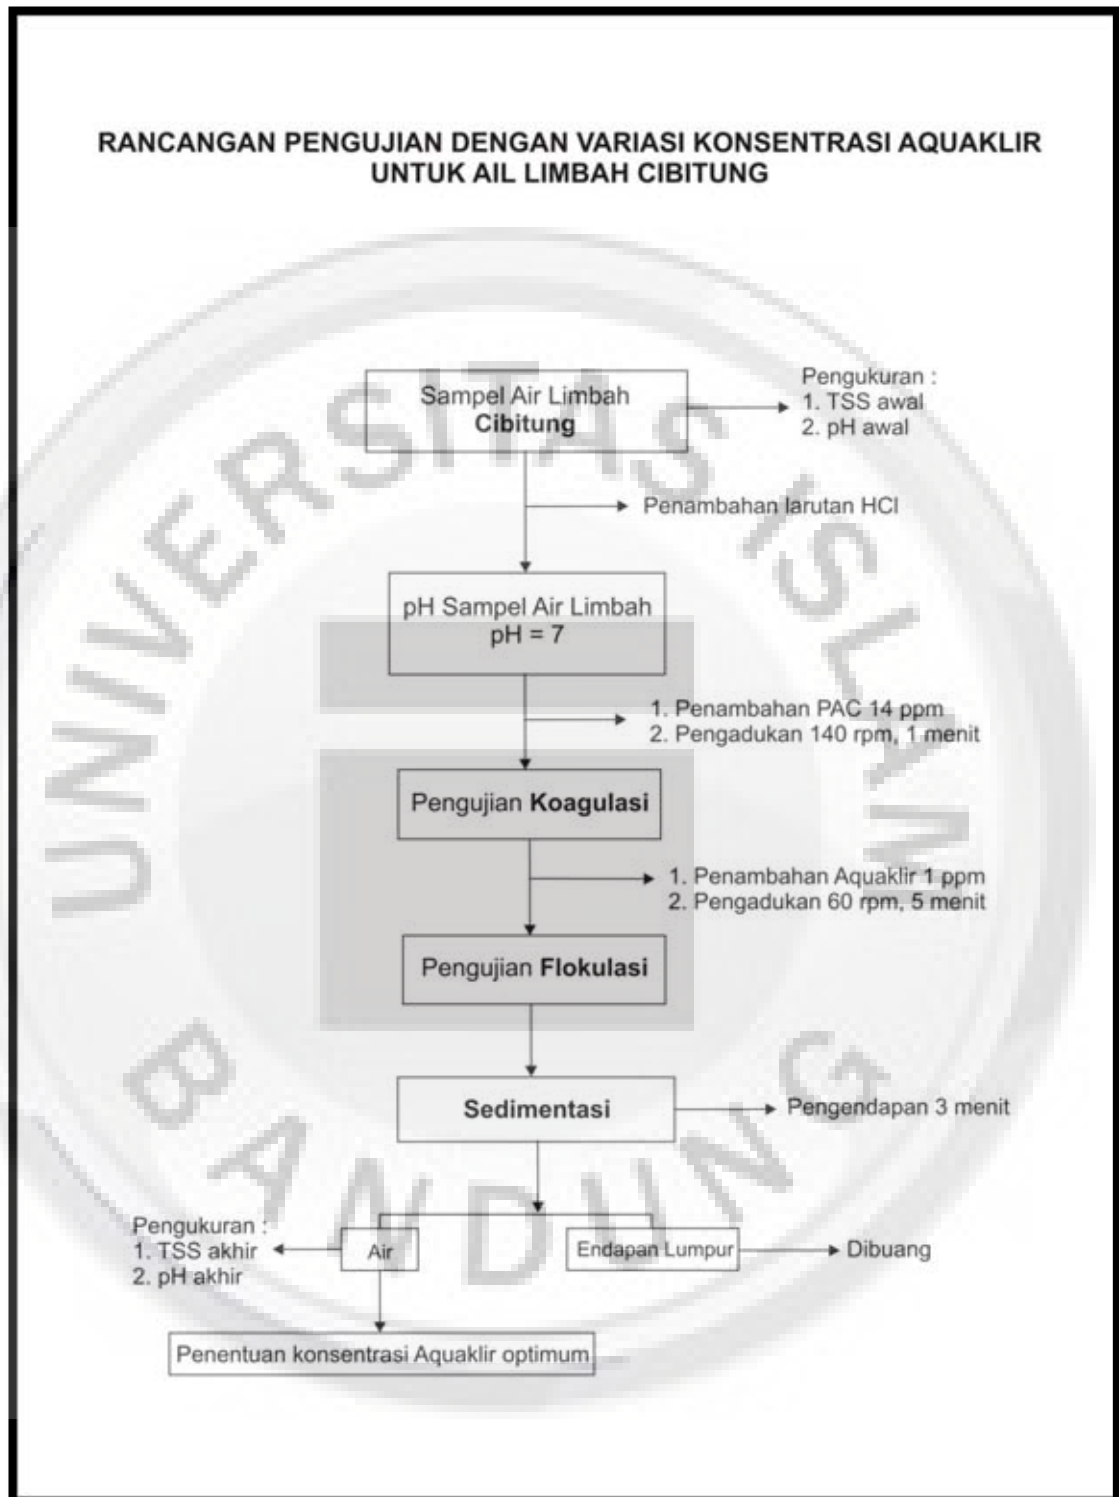 RANCANGAN PENGUJIAN DENGAN VARIASI KONSENTRASI AQUAKLIR
UNTUK AIL LIMBAH CIBITUNG
Sampel Air Limbah
Cibitung
Pengukuran :
1. TSS awal
2. pH awal
Penambahan larutan HCl
pH Sampel Air Limbah
pH = 7
1. Penambahan PAC 14 ppm
2. Pengadukan 140 rpm, 1 menit
Pengujian Koagulasi
1. Penambahan Aquaklir 1 ppm
2. Pengadukan 60 rpm, 5 menit
Pengujian Flokulasi
Sedimentasi
Pengendapan 3 menit
Pengukuran :
1. TSS akhir
2. pH akhir
Air
Endapan Lumpur
Dibuang
Penentuan konsentrasi Aquaklir optimum
UNIVERSITAS ISLAM
BANDUNG